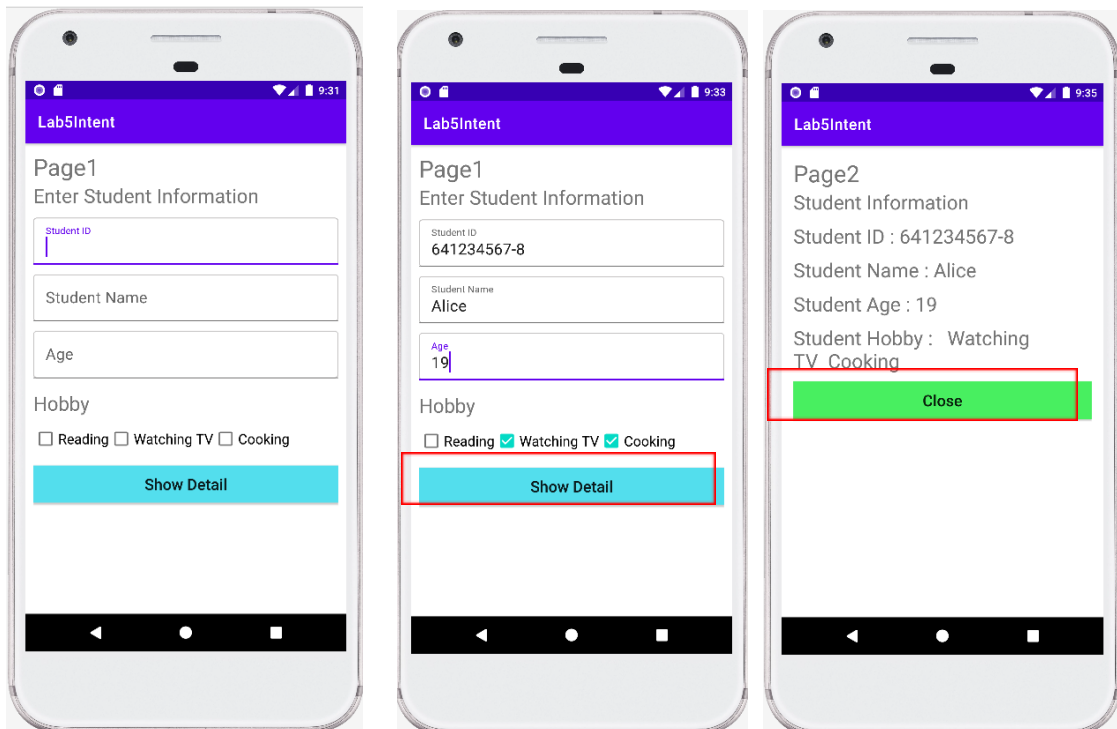 9:31
Lab5Intent
Page1
Enter Student Information
Student ID
Student Name
Age
Hobby
Reading Watching TV Cooking
Show Detail
9:33
Lab5Intent
Page1
Enter Student Information
Student ID
641234567-8
Student Name
Alice
Age
19
Hobby
Reading Watching TV Cooking
Show Detail
9:35
Lab5Intent
Page2
Student Information
Student ID : 641234567-8
Student Name : Alice
Student Age : 19
Student Hobby : Watching
TV Cooking
Close